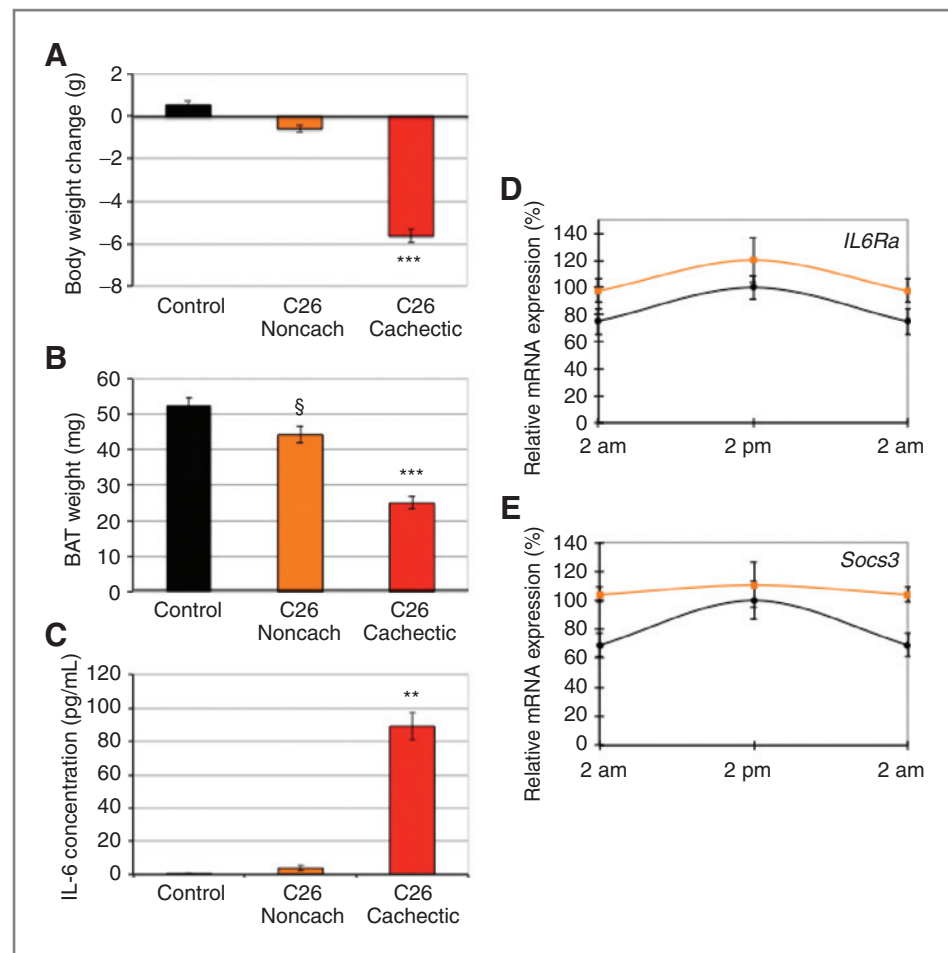 A
Body weight change (g)
2
0
–2
–4
–6
–8
***
Control
C26
Noncach
C26
Cachectic
B
BAT weight (mg)
60
50
40
30
20
10
0
§
***
Control
C26
Noncach
C26
Cachectic
C
IL-6 concentration (pg/mL)
120
100
80
60
40
20
0
**
Control
C26
Noncach
C26
Cachectic
D
Relative mRNA expression (%)
140
120
100
80
60
40
20
0
IL6Ra
2 am
2 pm
2 am
E
Relative mRNA expression (%)
140
120
100
80
60
40
20
0
Socs3
2 am
2 pm
2 am